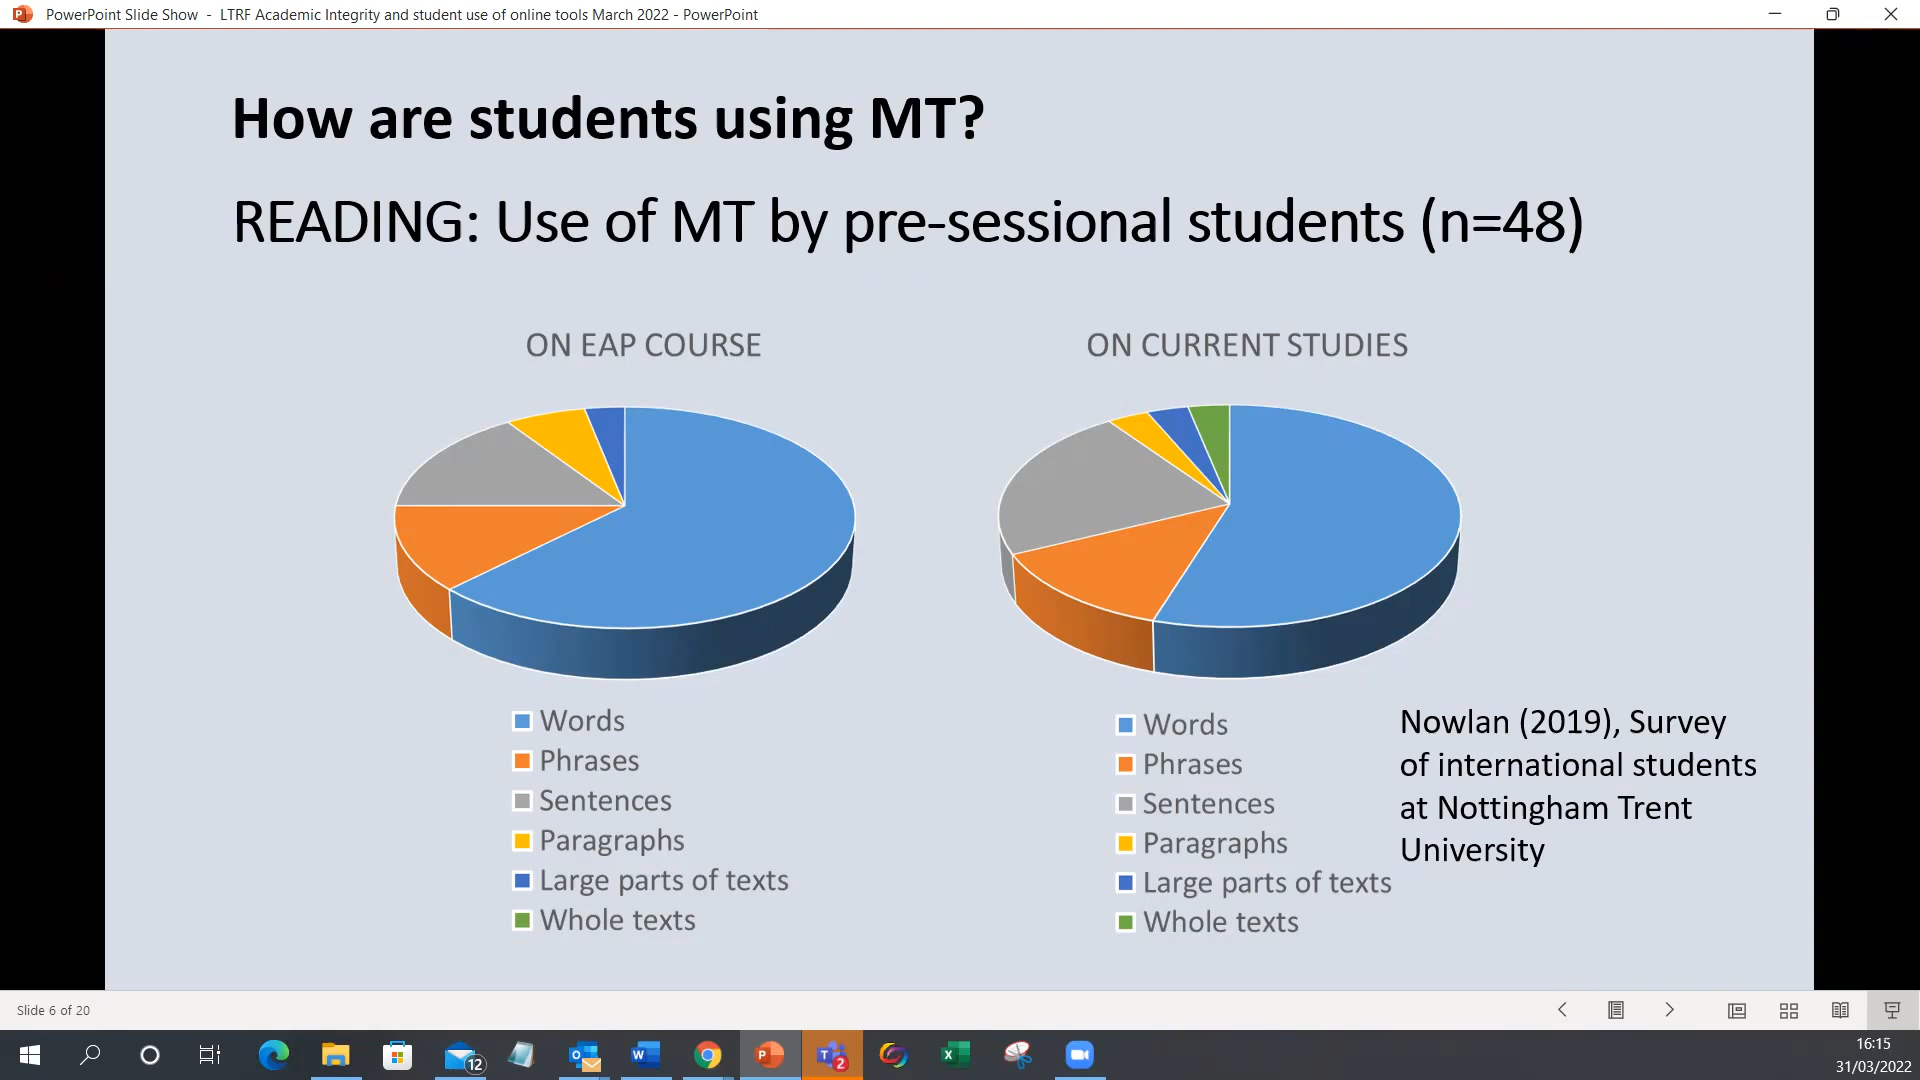 PowerPoint Slide Show - LTRF Academic Integrity and student use of online tools March 2022 - PowerPoint
How are students using MT?
READING: Use of MT by pre-sessional students (n=48)
ON EAP COURSE
Words
Phrases
Sentences
Paragraphs
Large parts of texts
Whole texts
ON CURRENT STUDIES
Words
Phrases
Sentences
Paragraphs
Large parts of texts
Whole texts
Nowlan (2019), Survey
of international students
at Nottingham Trent
University
Slide 6 of 20
12
2
16:15
31/03/2022